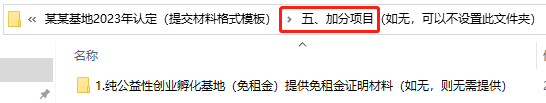 « 某某基地2023年认定（提交材料格式模板） › 五、加分项目（如无，可以不设置此文件夹）
名称
1.纯公益性创业孵化基地（免租金）提供免租金证明材料（如无，则无需提供）